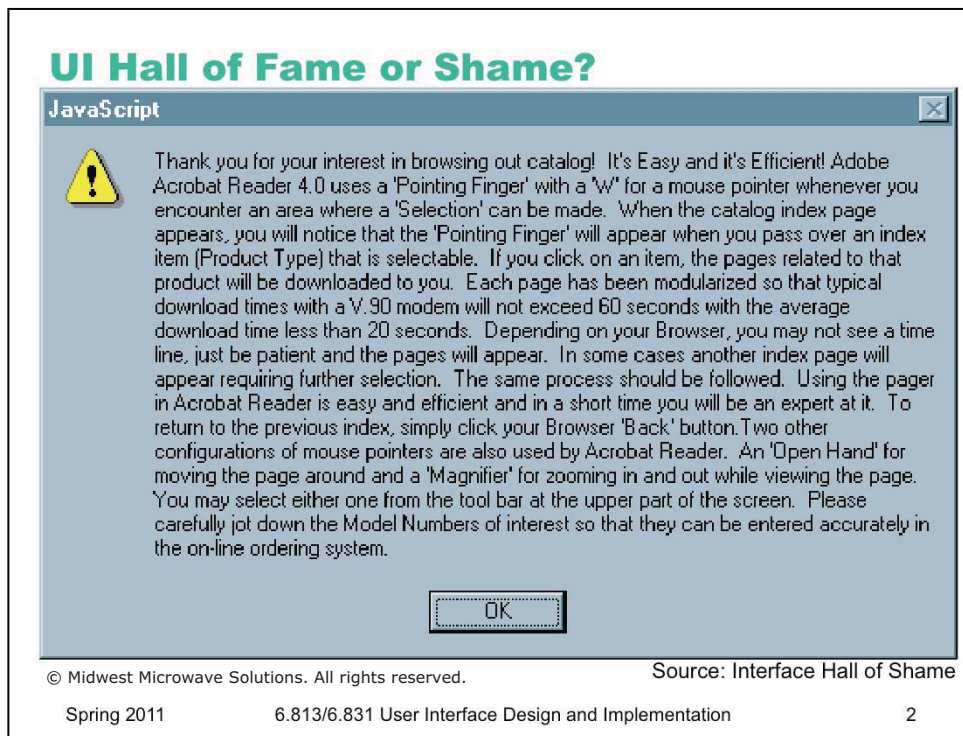 UI Hall of Fame or Shame?
JavaScript
Thank you for your interest in browsing out catalog!  It's Easy and it's Efficient! Adobe
Acrobat Reader 4.0 uses a 'Pointing Finger' with a 'W' for a mouse pointer whenever you
encounter an area where a 'Selection' can be made.  When the catalog index page
appears, you will notice that the 'Pointing Finger' will appear when you pass over an index
item (Product Type) that is selectable.  If you click on an item, the pages related to that
product will be downloaded to you.  Each page has been modularized so that typical
download times with a V.90 modem will not exceed 60 seconds with the average
download time less than 20 seconds.  Depending on your Browser, you may not see a time
line, just be patient and the pages will appear.  In some cases another index page will
appear requiring further selection.  The same process should be followed.  Using the pager
in Acrobat Reader is easy and efficient and in a short time you will be an expert at it.  To
return to the previous index, simply click your Browser 'Back' button.Two other
configurations of mouse pointers are also used by Acrobat Reader.  An 'Open Hand' for
moving the page around and a 'Magnifier' for zooming in and out while viewing the page.
You may select either one from the tool bar at the upper part of the screen.  Please
carefully jot down the Model Numbers of interest so that they can be entered accurately in
the on-line ordering system.
OK
© Midwest Microwave Solutions. All rights reserved.
Source: Interface Hall of Shame
Spring 2011
6.813/6.831 User Interface Design and Implementation
2